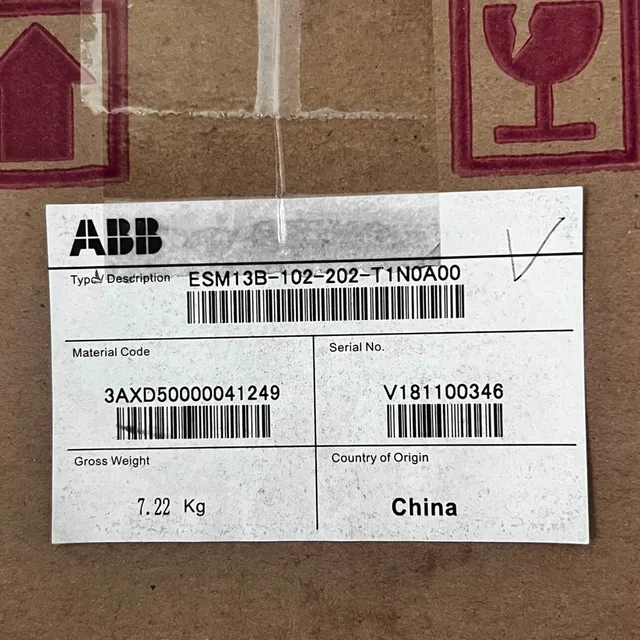 ABB
Type/ Description ESM13B-102-202-T1N0A00
Material Code
3AXD50000041249
Serial No.
V181100346
Gross Weight
7.22 Kg
Country of Origin
China